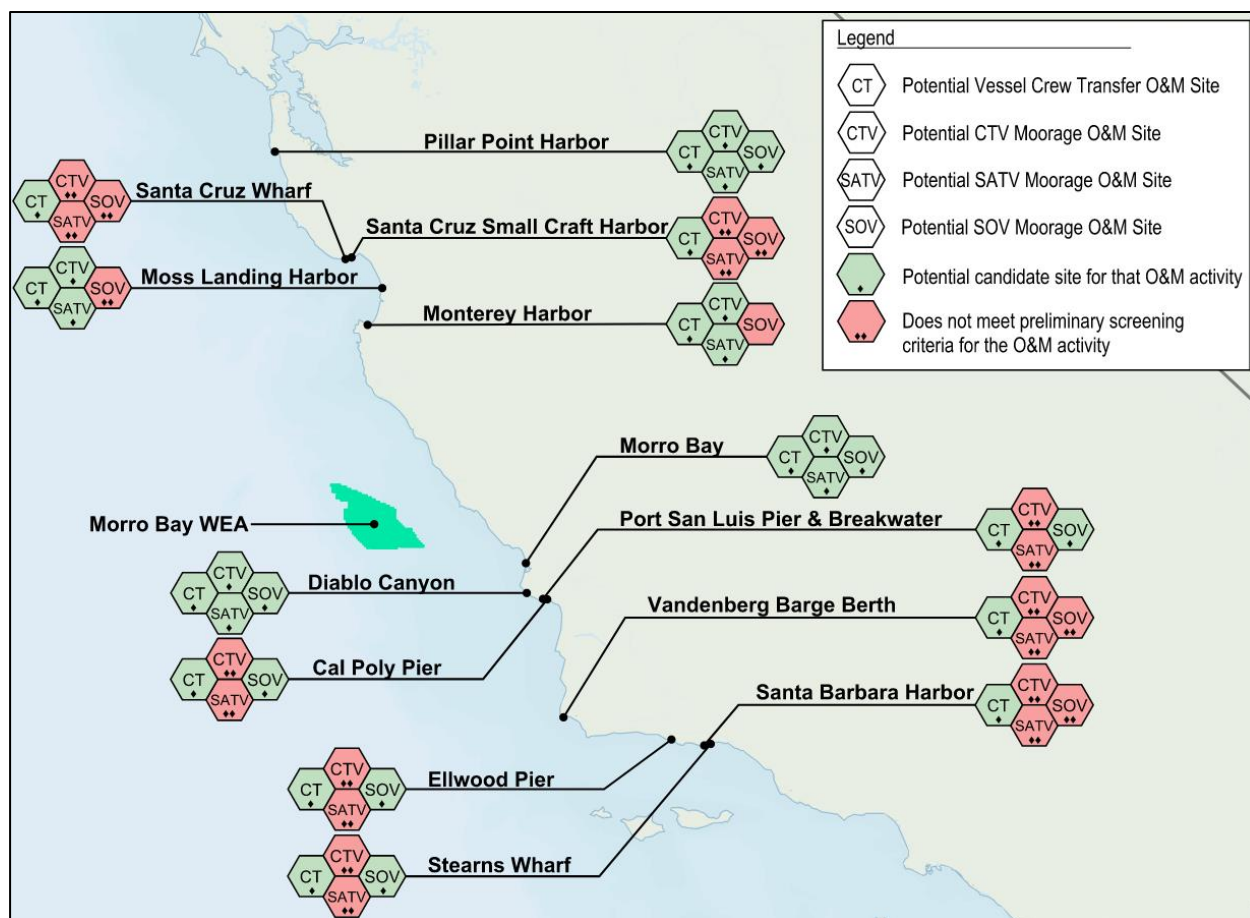 Legend
CT Potential Vessel Crew Transfer O&M Site
CTV Potential CTV Moorage O&M Site
SATV Potential SATV Moorage O&M Site
SOV Potential SOV Moorage O&M Site
Potential candidate site for that O&M activity
Does not meet preliminary screening
criteria for the O&M activity
Pillar Point Harbor
CT CTV SATV SOV
CT CTV SATV SOV
Santa Cruz Wharf
Santa Cruz Small Craft Harbor
CT CTV SATV SOV
CT CTV SATV SOV
Moss Landing Harbor
Monterey Harbor
CT CTV SATV SOV
Morro Bay
CT CTV SATV SOV
Morro Bay WEA
Port San Luis Pier & Breakwater
CT CTV SATV SOV
CT CTV SATV SOV
Diablo Canyon
Vandenberg Barge Berth
CT CTV SATV SOV
CT CTV SATV SOV
Cal Poly Pier
Santa Barbara Harbor
CT CTV SATV SOV
CT CTV SATV SOV
Ellwood Pier
CT CTV SATV SOV
Stearns Wharf